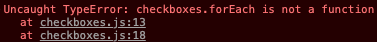 Uncaught TypeError: checkboxes.forEach is not a function
at checkboxes.js:13
at checkboxes.js:18